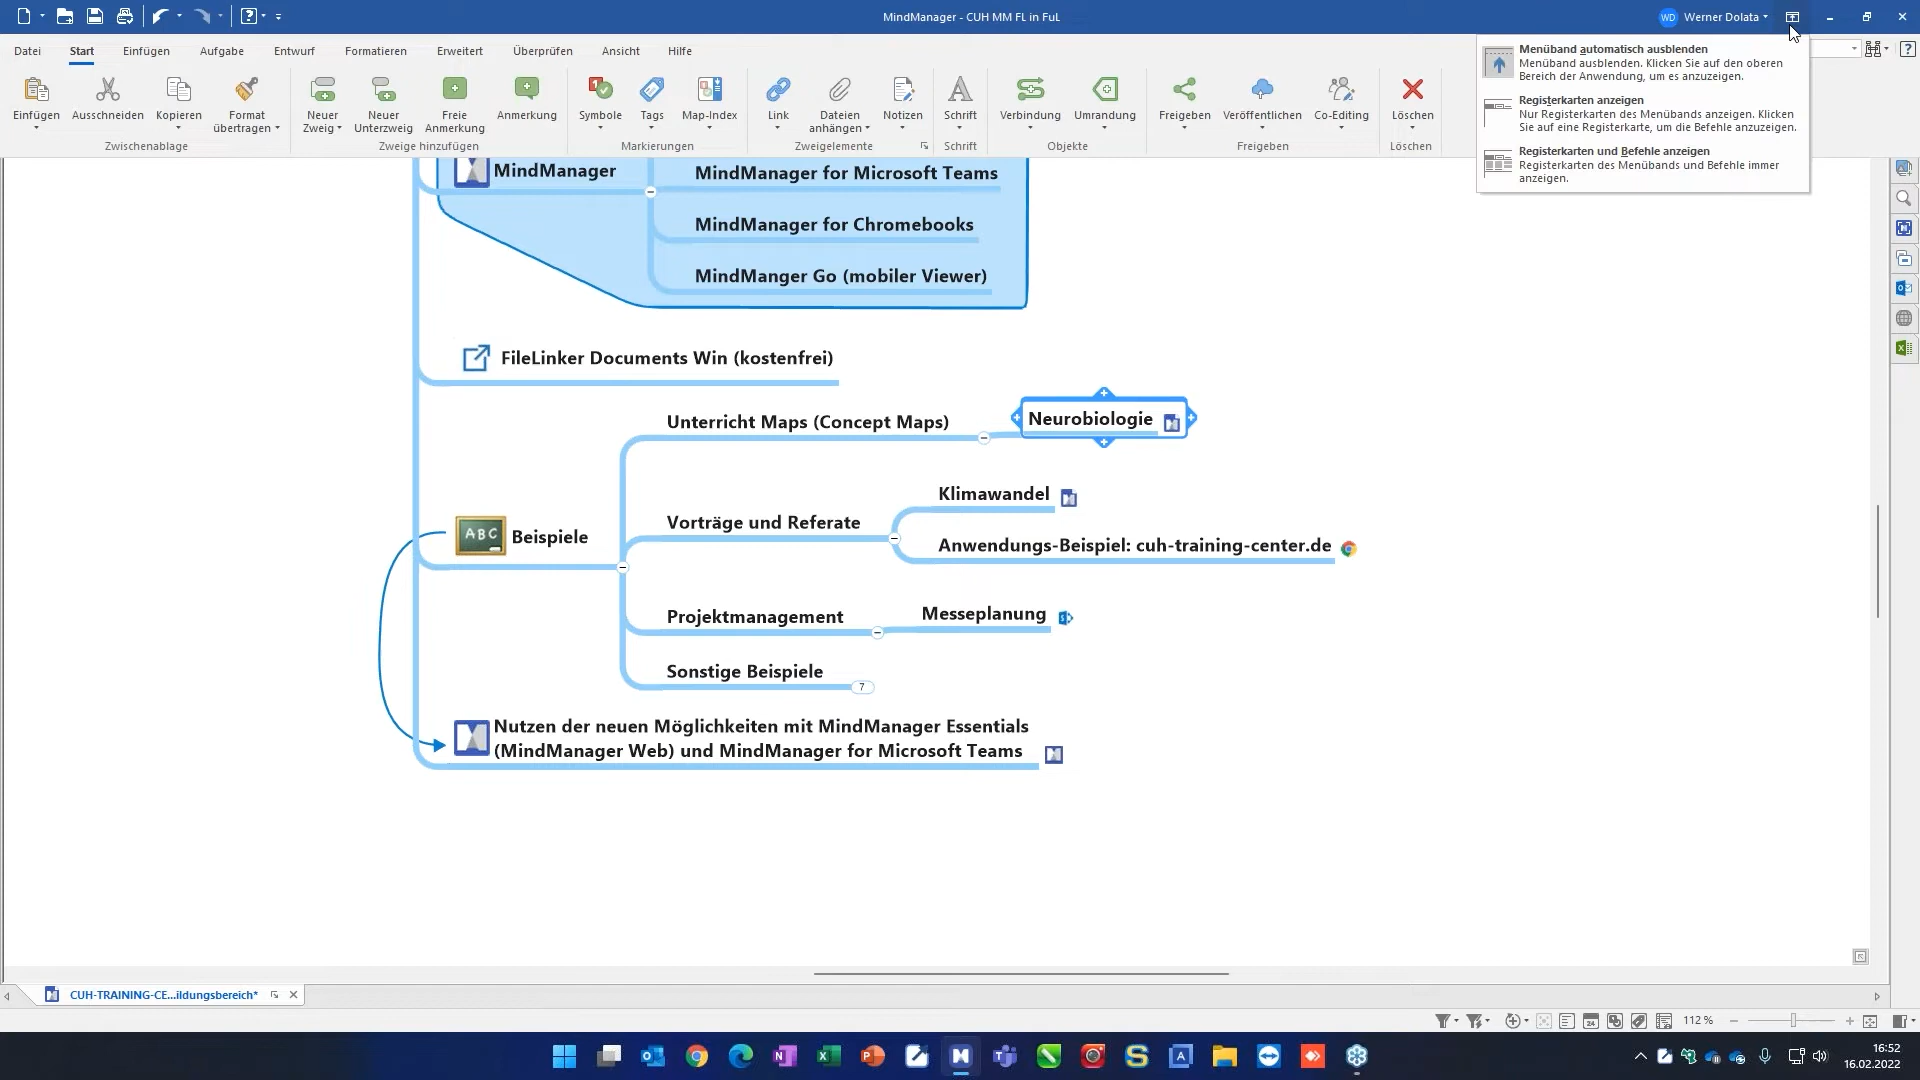 MindManager - CUH MM FL in FuL
WD Werner Dolata
Datei Start Einfügen Aufgabe Entwurf Formatieren Erweitert Überprüfen Ansicht Hilfe
Menüband automatisch ausblenden
Menüband ausblenden. Klicken Sie auf den oberen
Bereich der Anwendung, um es anzuzeigen.
Registerkarten anzeigen
Nur Registerkarten des Menübands anzeigen. Klicken
Sie auf eine Registerkarte, um die Befehle anzuzeigen.
Registerkarten und Befehle anzeigen
Registerkarten des Menübands und Befehle immer
anzeigen.
Einfügen Ausschneiden Kopieren Format übertragen
Neuer Zweig Neuer Unterzweig Freie Anmerkung Anmerkung
Symbole Tags Map-Index
Link Dateien anhängen Notizen
Schrift
Verbindung Umrandung
Freigeben Veröffentlichen Co-Editing
Löschen
Zwischenablage Zweige hinzufügen Markierungen Zweigelemente Schrift Objekte Freigeben Löschen
MindManager
MindManager for Microsoft Teams
MindManager for Chromebooks
MindManger Go (mobiler Viewer)
FileLinker Documents Win (kostenfrei)
Unterricht Maps (Concept Maps)
Neurobiologie
Klimawandel
Vorträge und Referate
ABC Beispiele
Anwendungs-Beispiel: cuh-training-center.de
Projektmanagement
Messeplanung
Sonstige Beispiele
7
Nutzen der neuen Möglichkeiten mit MindManager Essentials
(MindManager Web) und MindManager for Microsoft Teams
CUH-TRAINING-CE...ildungsbereich*
112 %
16:52
16.02.2022